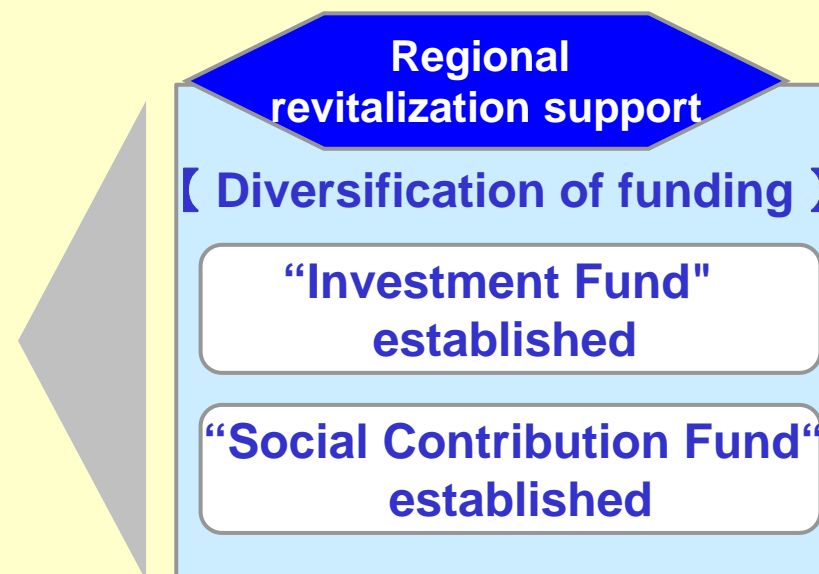 Regional
revitalization support
【 Diversification of funding 】
“Investment Fund"
established
“Social Contribution Fund“
established